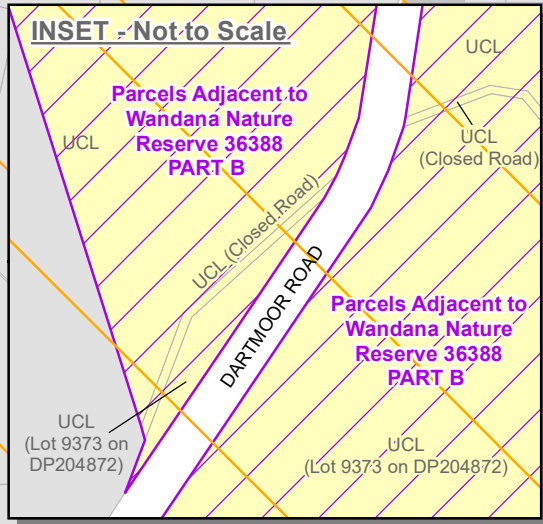 INSET - Not to Scale
UCL
Parcels Adjacent to
Wandana Nature
Reserve 36388
PART B
UCL
UCL
(Closed Road)
UCL (Closed Road)
DARTMOOR ROAD
Parcels Adjacent to
Wandana Nature
Reserve 36388
PART B
UCL
(Lot 9373 on
DP204872)
UCL
(Lot 9373 on DP204872)